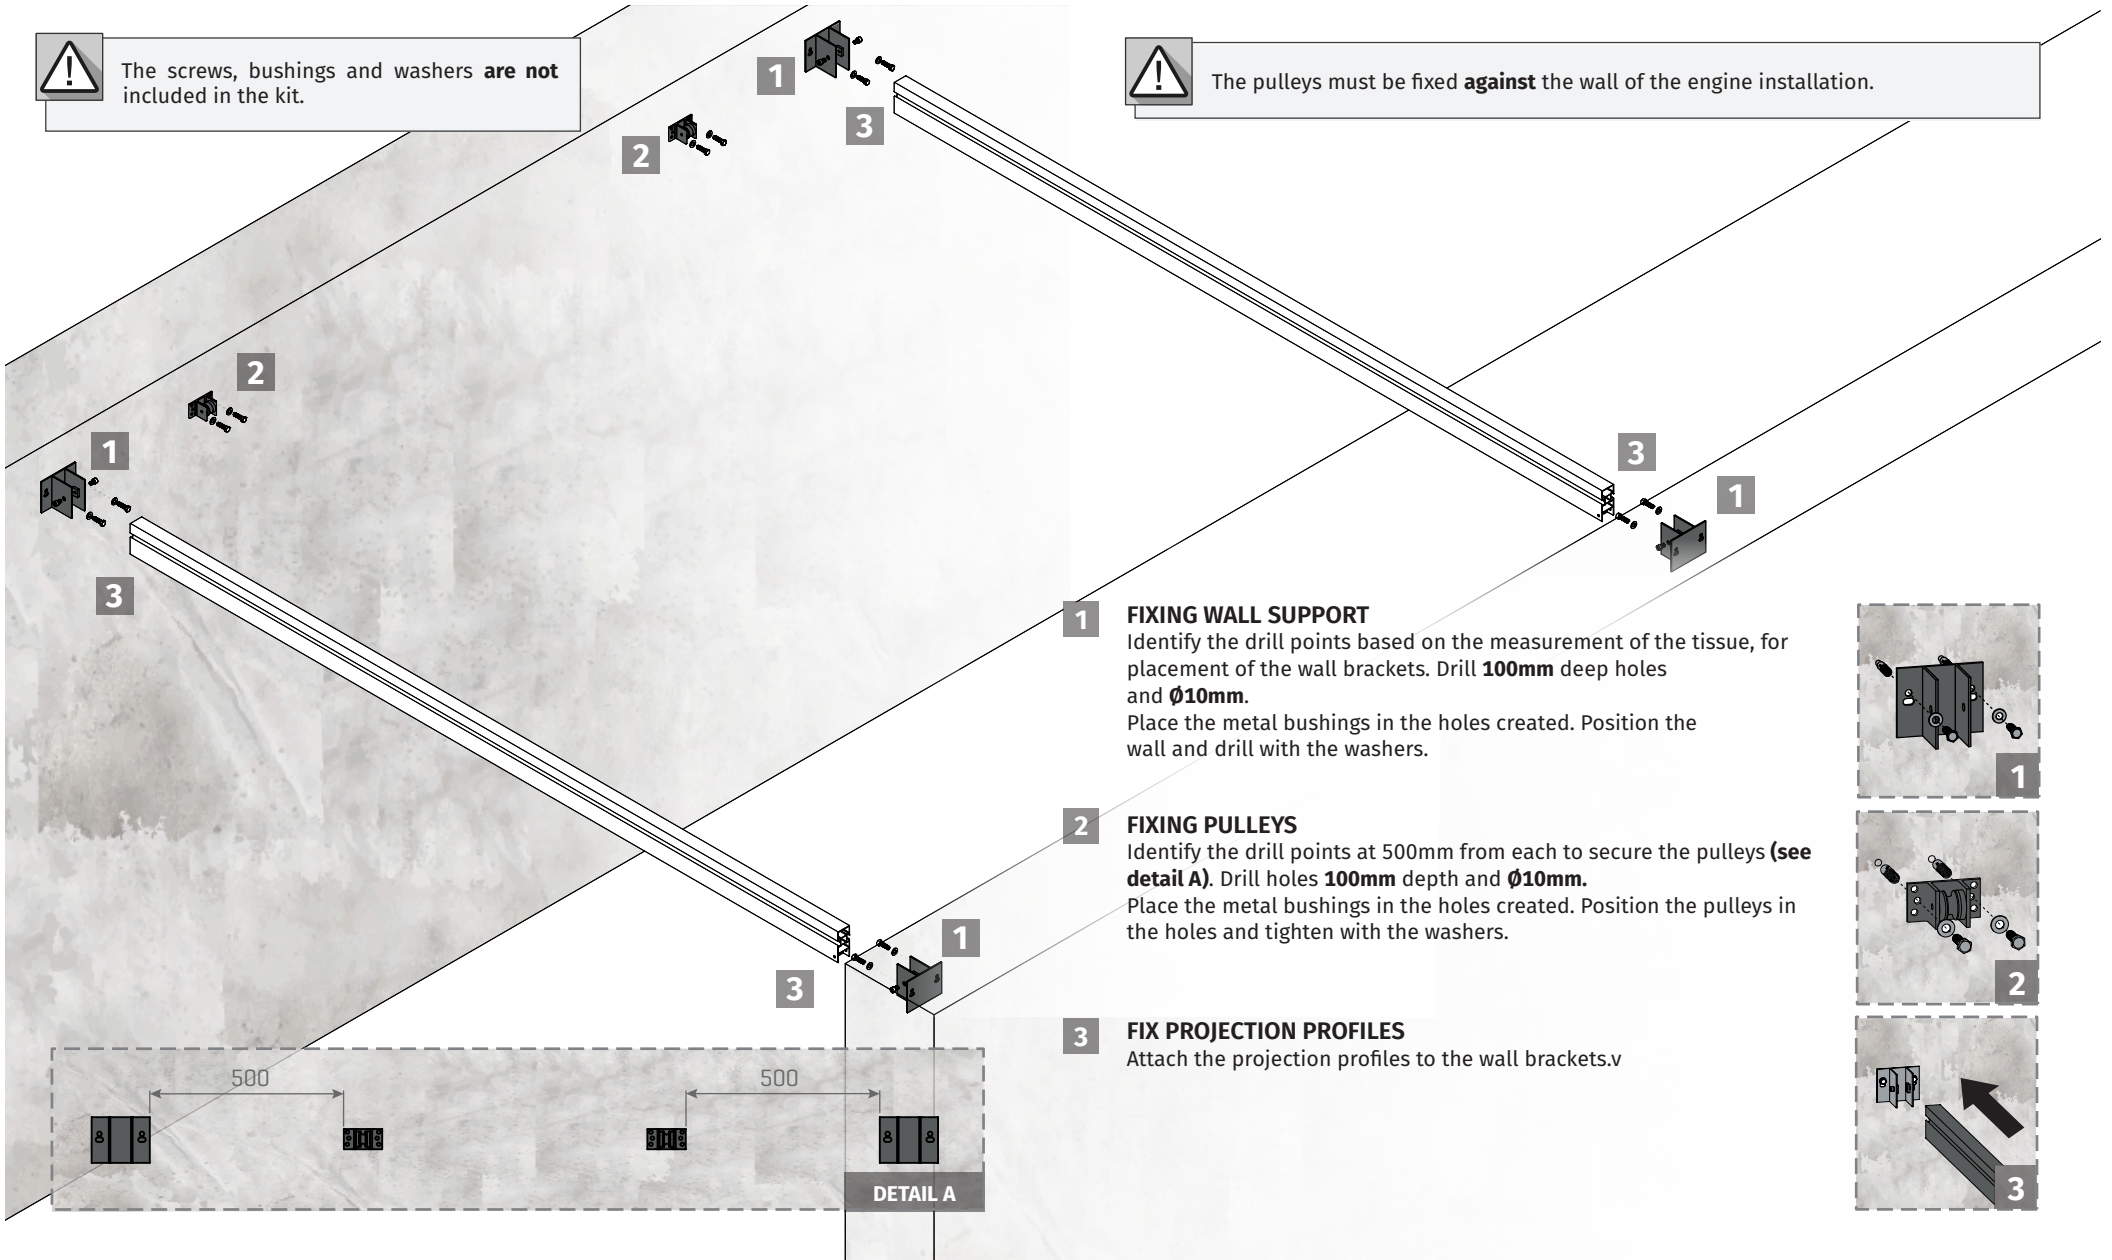 The screws, bushings and washers are not
included in the kit.
The pulleys must be fixed against the wall of the engine installation.
1
3
2
2
1
3
3
1
1
3
1
FIXING WALL SUPPORT
Identify the drill points based on the measurement of the tissue, for
placement of the wall brackets. Drill 100mm deep holes
and Ø10mm.
Place the metal bushings in the holes created. Position the
wall and drill with the washers.
1
2
FIXING PULLEYS
Identify the drill points at 500mm from each to secure the pulleys (see
detail A). Drill holes 100mm depth and Ø10mm.
Place the metal bushings in the holes created. Position the pulleys in
the holes and tighten with the washers.
2
3
FIX PROJECTION PROFILES
Attach the projection profiles to the wall brackets.v
3
500
500
DETAIL A